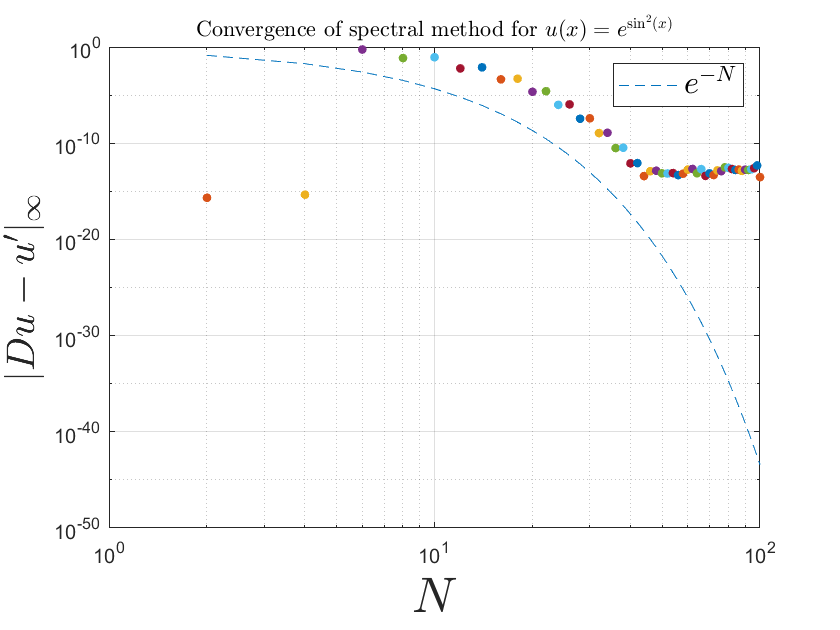 Convergence of spectral method for u(x) = e^{sin^2(x)}
10^0
e^{-N}
10^{-10}
10^{-20}
|Du − u′|_∞
10^{-30}
10^{-40}
10^{-50}
10^0 10^1 10^2
N